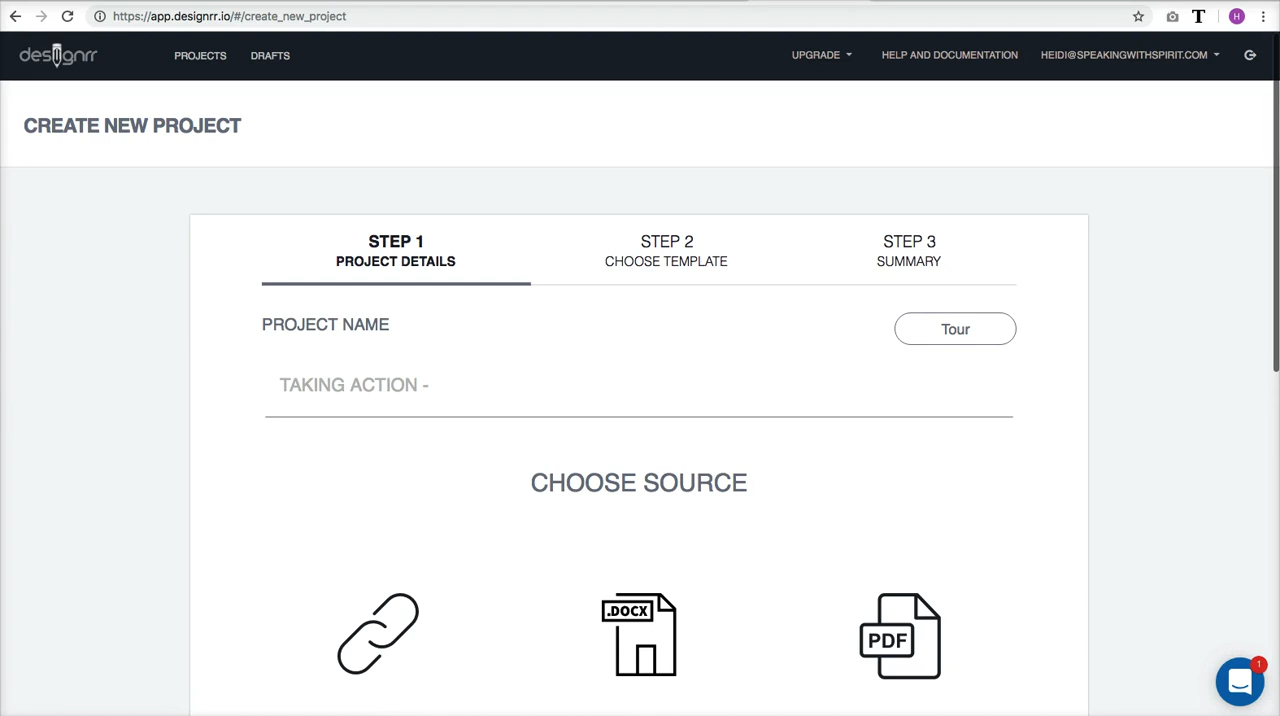 https://app.designrr.io/#/create_new_project
T
H
designrr
PROJECTS
DRAFTS
UPGRADE
HELP AND DOCUMENTATION
HEIDI@SPEAKINGWITHSPIRIT.COM
CREATE NEW PROJECT
STEP 1
PROJECT DETAILS
STEP 2
CHOOSE TEMPLATE
STEP 3
SUMMARY
PROJECT NAME
Tour
TAKING ACTION -
CHOOSE SOURCE
.DOCX
PDF
1